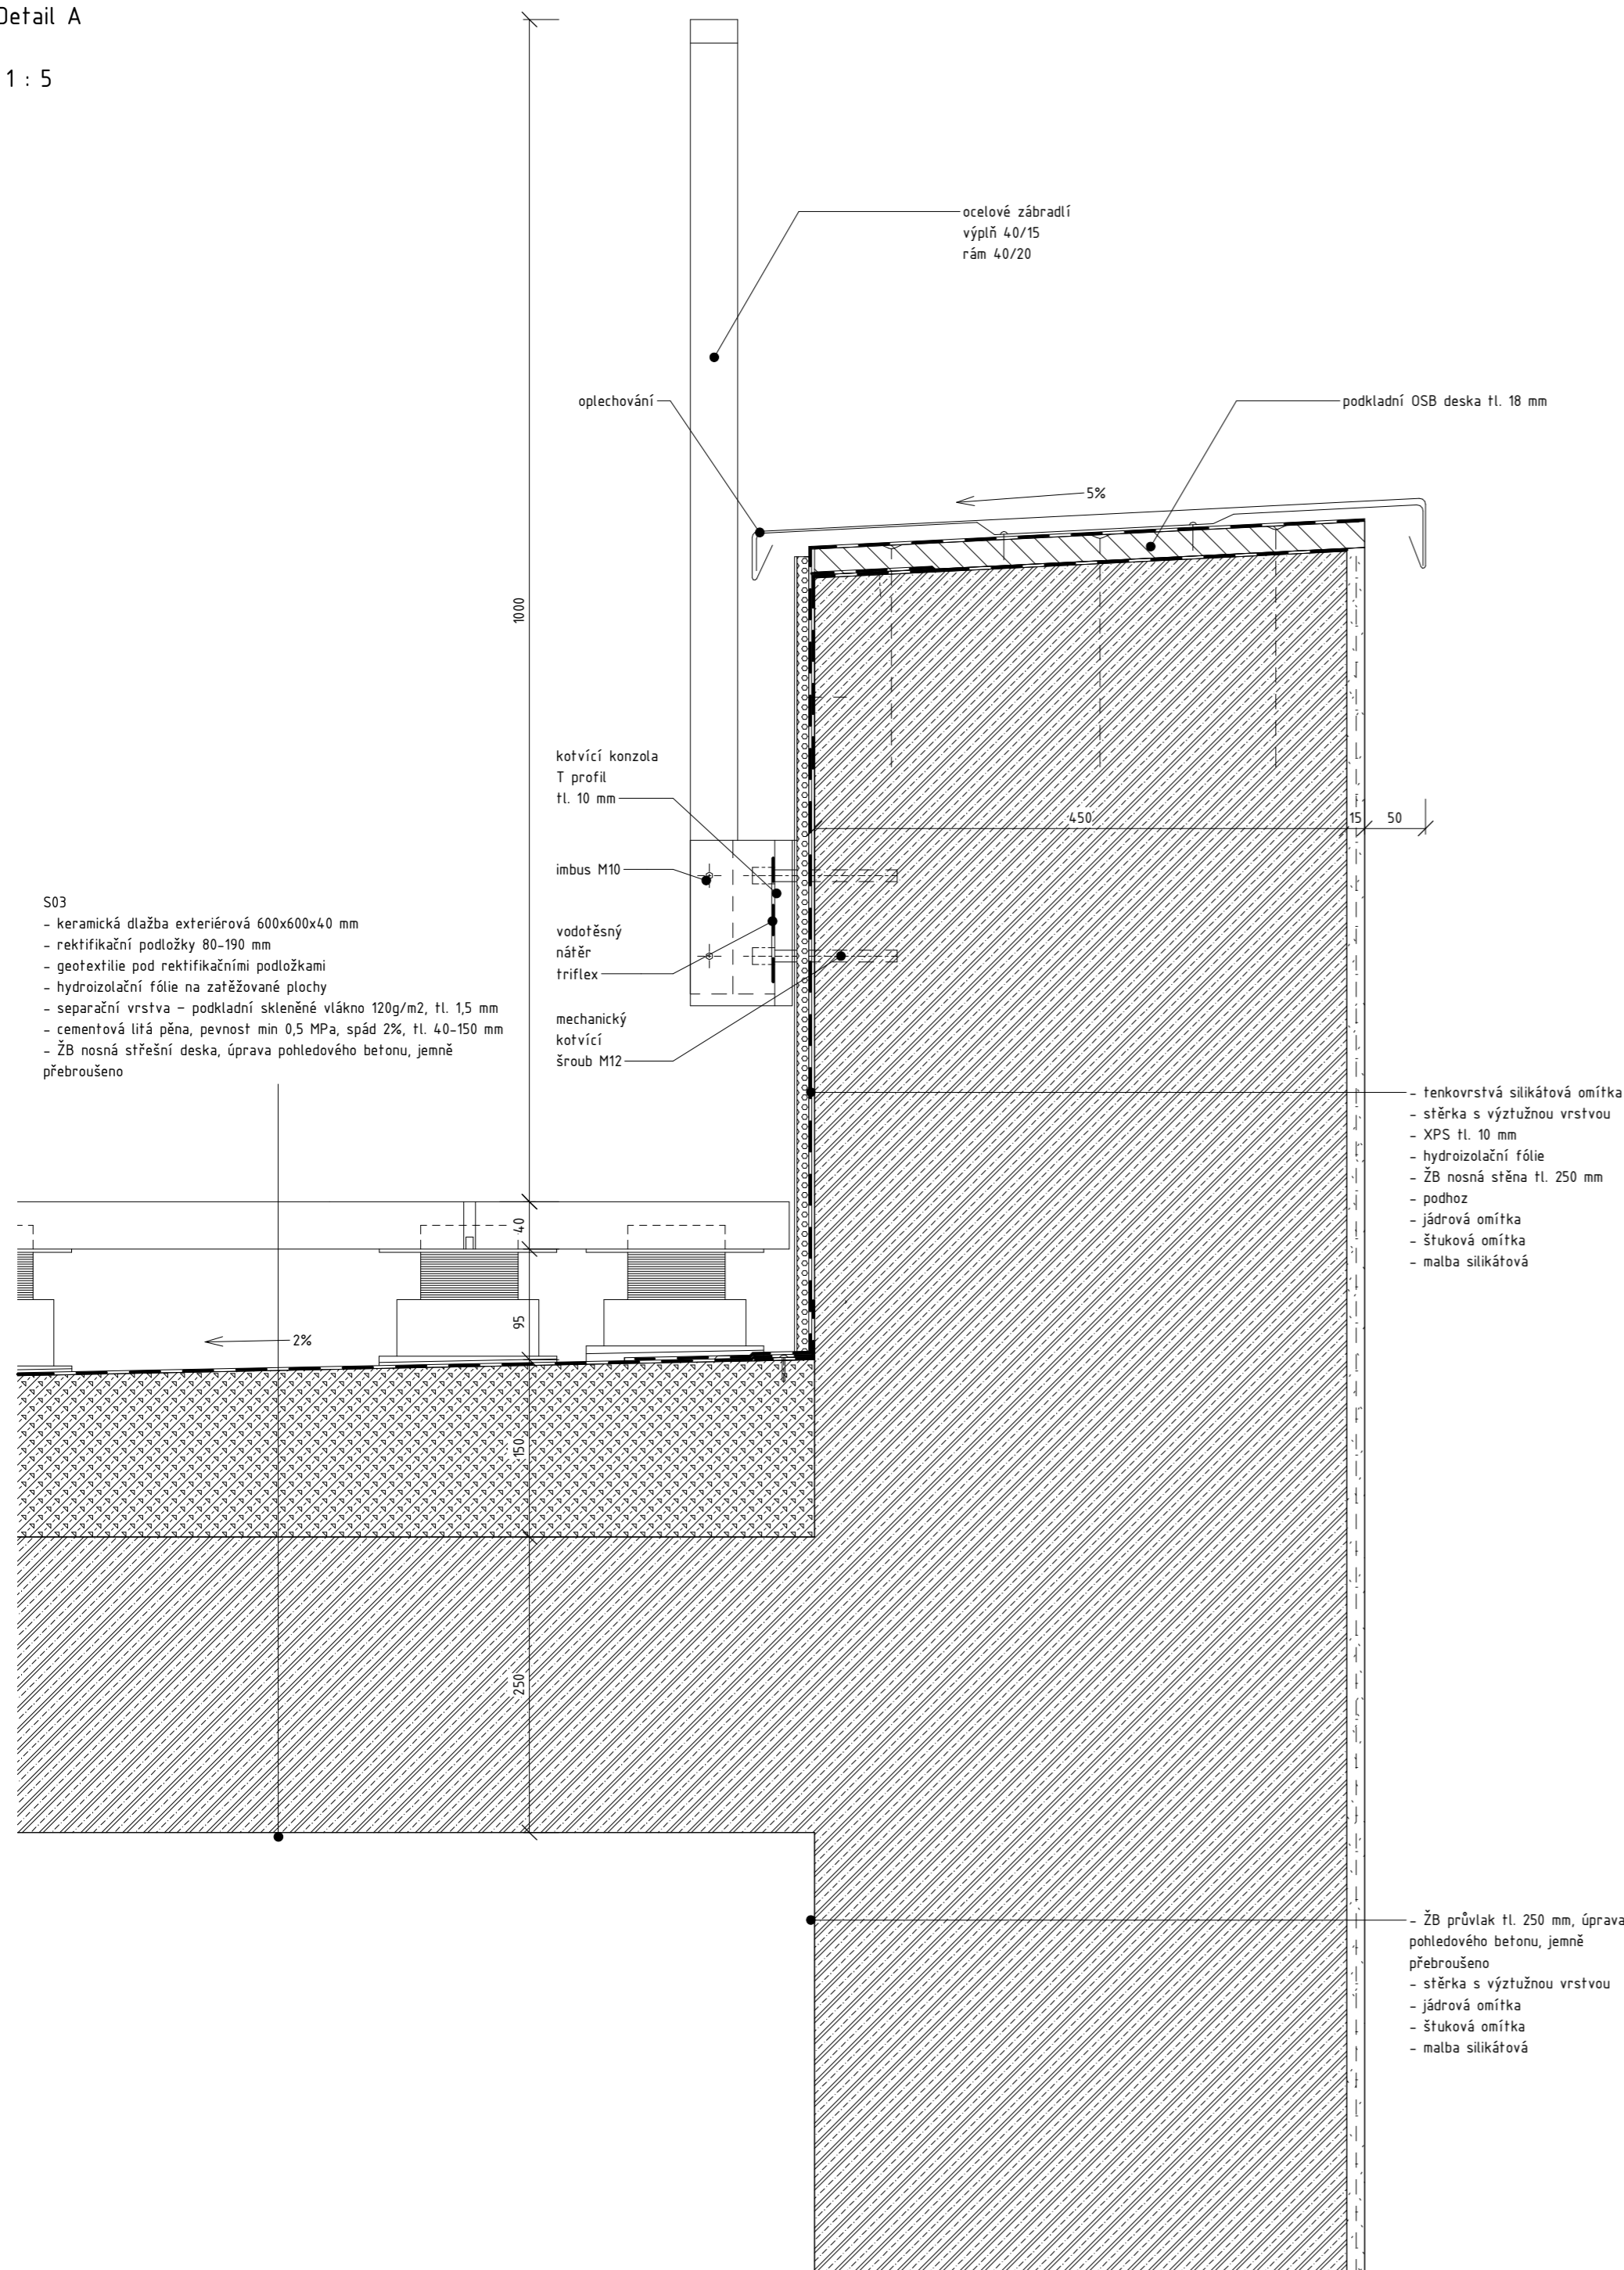 Detail A
1 : 5
ocelové zábradlí
výplň 40/15
rám 40/20
oplechování
podkladní OSB deska tl. 18 mm
5%
1000
kotvící konzola
T profil
tl. 10 mm
450
15
50
imbus M10
vodotěsný
nátěr
triflex
mechanický
kotvící
šroub M12
S03
- keramická dlažba exteriérová 600x600x40 mm
- rektifikační podložky 80-190 mm
- geotextilie pod rektifikačními podložkami
- hydroizolační fólie na zatěžované plochy
- separační vrstva – podkladní skleněné vlákno 120g/m2, tl. 1,5 mm
- cementová litá pěna, pevnost min 0,5 MPa, spád 2%, tl. 40-150 mm
- ŽB nosná střešní deska, úprava pohledového betonu, jemně
přebroušeno
- tenkovrstvá silikátová omítka
- stěrka s výztužnou vrstvou
- XPS tl. 10 mm
- hydroizolační fólie
- ŽB nosná stěna tl. 250 mm
- podhoz
- jádrová omítka
- štuková omítka
- malba silikátová
40
95
2%
150
250
- ŽB průvlak tl. 250 mm, úprava
pohledového betonu, jemně
přebroušeno
- stěrka s výztužnou vrstvou
- jádrová omítka
- štuková omítka
- malba silikátová